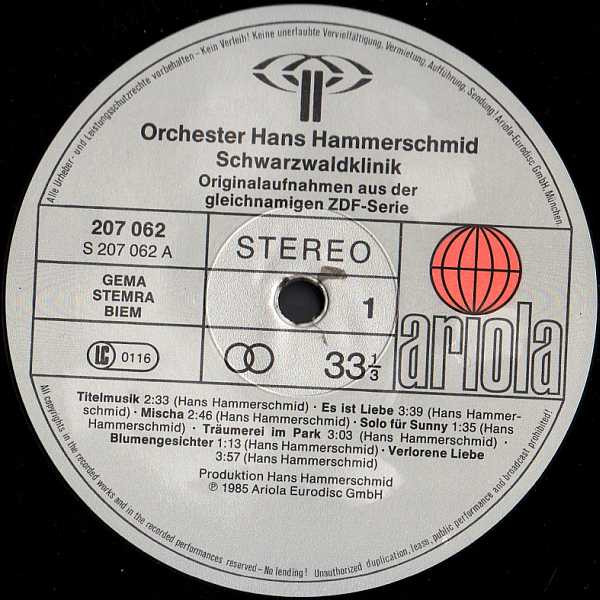 Alle Urheber- und Leistungsschutzrechte vorbehalten – Kein Verleih! Keine unerlaubte Vervielfältigung, Vermietung, Aufführung, Sendung! Ariola-Eurodisc GmbH, München
Orchester Hans Hammerschmid
Schwarzwaldklinik
Originalaufnahmen aus der
gleichnamigen ZDF-Serie
207 062
S 207 062 A
STEREO
GEMA
STEMRA
BIEM
1
ariola
LC 0116
33 1/3
Titelmusik 2:33 (Hans Hammerschmid) · Es ist Liebe 3:39 (Hans Hammer-
schmid) · Mischa 2:46 (Hans Hammerschmid) · Solo für Sunny 1:35 (Hans
Hammerschmid) · Träumerei im Park 3:03 (Hans Hammerschmid) ·
Blumengesichter 1:13 (Hans Hammerschmid) · Verlorene Liebe
3:57 (Hans Hammerschmid)
Produktion Hans Hammerschmid
℗ 1985 Ariola Eurodisc GmbH
All copyrights in the recorded works and in the recorded performances reserved – No lending! Unauthorized duplication, lease, public performance and broadcast prohibited!